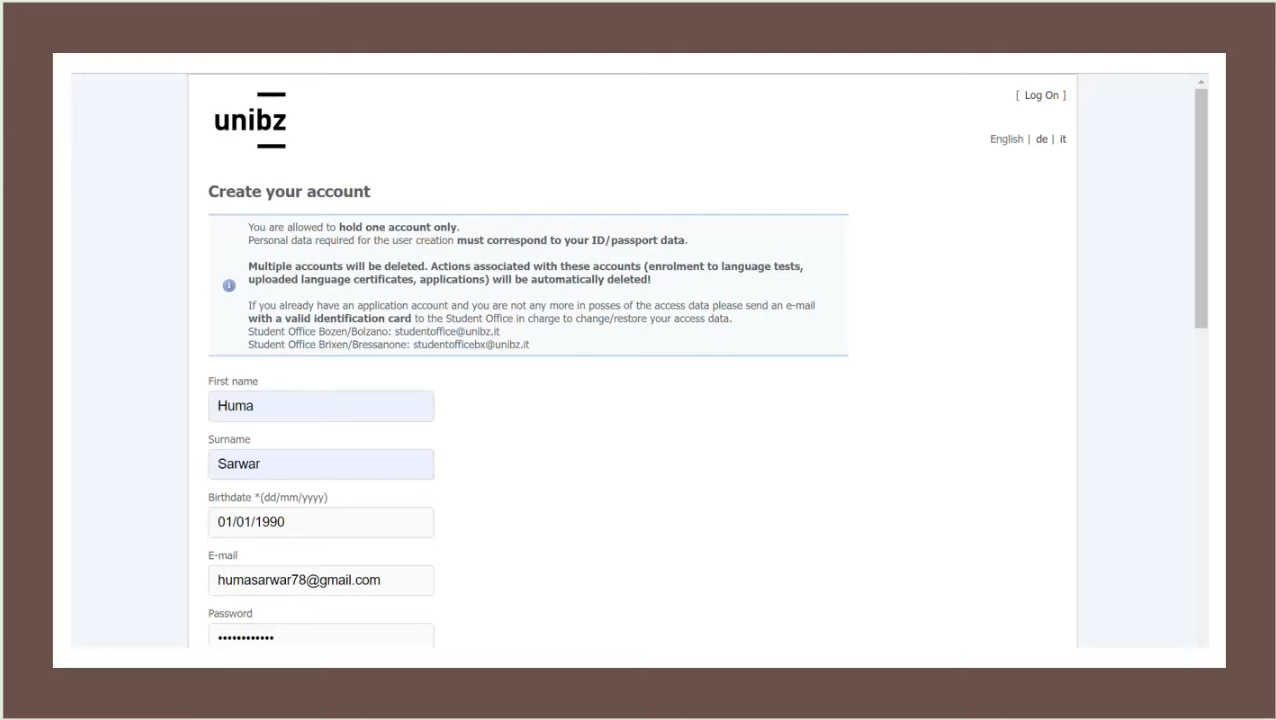 unibz
[ Log On ]
English | de | it
Create your account
You are allowed to hold one account only.
Personal data required for the user creation must correspond to your ID/passport data.
Multiple accounts will be deleted. Actions associated with these accounts (enrolment to language tests,
uploaded language certificates, applications) will be automatically deleted!
If you already have an application account and you are not any more in posses of the access data please send an e-mail
with a valid identification card to the Student Office in charge to change/restore your access data.
Student Office Bozen/Bolzano: studentoffice@unibz.it
Student Office Brixen/Bressanone: studentofficebx@unibz.it
First name
Huma
Surname
Sarwar
Birthdate *(dd/mm/yyyy)
01/01/1990
E-mail
humasarwar78@gmail.com
Password
••••••••••••